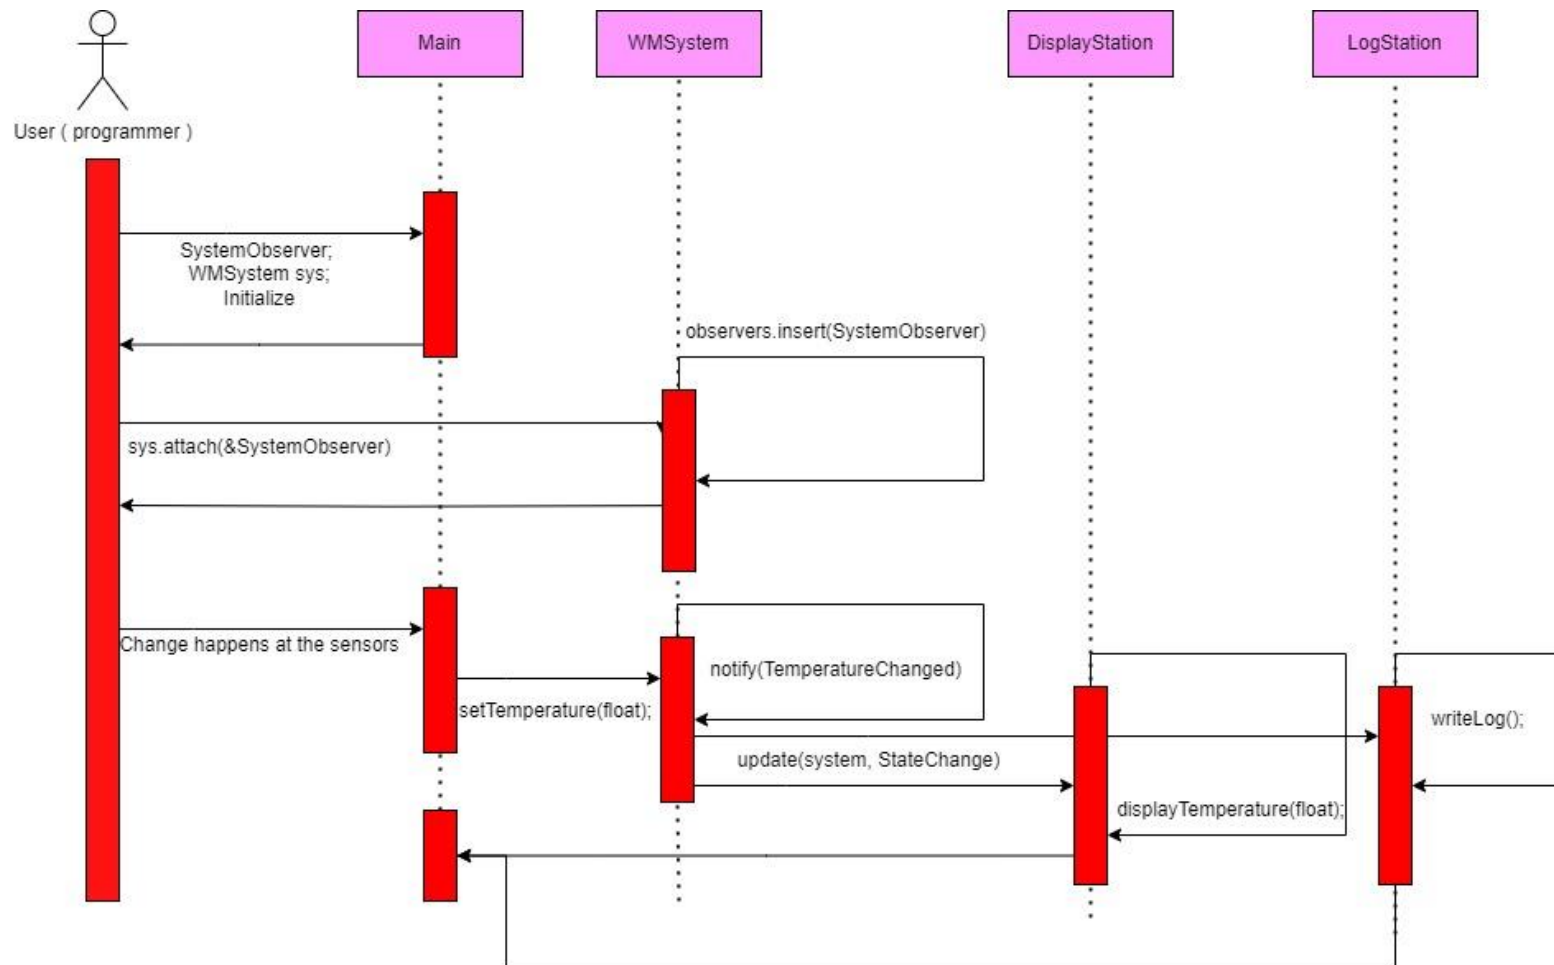 Main
WMSystem
DisplayStation
LogStation
User ( programmer )
SystemObserver;
WMSystem sys;
Initialize
observers.insert(SystemObserver)
sys.attach(&SystemObserver)
Change happens at the sensors
setTemperature(float);
notify(TemperatureChanged)
writeLog();
update(system, StateChange)
displayTemperature(float);